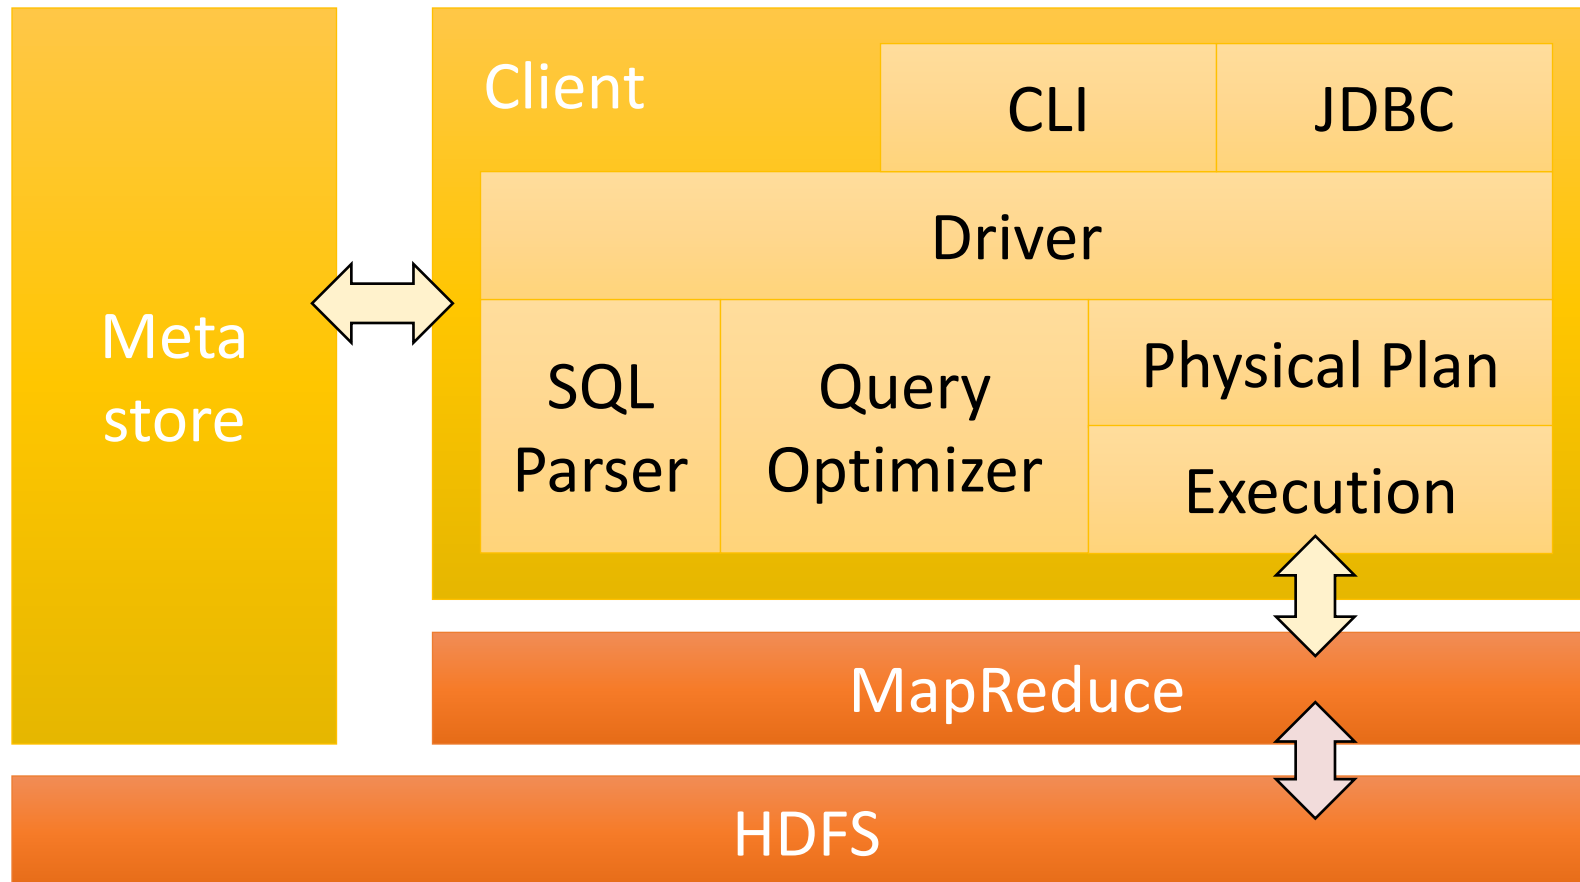 Client
CLI
JDBC
Driver
Meta
store
SQL
Parser
Query
Optimizer
Physical Plan
Execution
MapReduce
HDFS